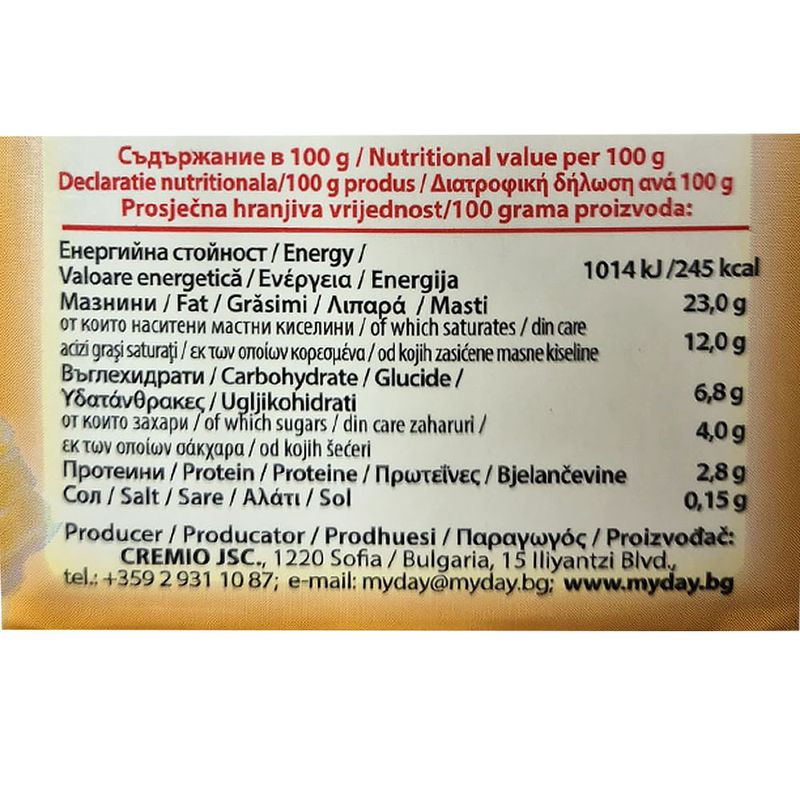 Съдържание в 100 g / Nutritional value per 100 g
Declaratie nutritionala/100 g produs / Διατροφική δήλωση ανά 100 g
Prosječna hranjiva vrijednost/100 grama proizvoda:
Енергийна стойност / Energy /
Valoare energetică / Ενέργεια / Energija 1014 kJ /245 kcal
Мазнини / Fat / Grăsimi / Λιπαρά / Masti 23,0 g
от които наситени мастни киселини / of which saturates / din care
acizi grași saturați / εκ των οποίων κορεσμένα / od kojih zasićene masne kiseline 12,0 g
Въглехидрати / Carbohydrate / Glucide /
Υδατάνθρακες / Ugljikohidrati 6,8 g
от които захари / of which sugars / din care zaharuri /
εκ των οποίων σάκχαρα / od kojih šećeri 4,0 g
Протеини / Protein / Proteine / Πρωτεΐνες / Bjelančevine 2,8 g
Сол / Salt / Sare / Αλάτι / Sol 0,15 g
Producer / Producator / Prodhuesi / Παραγωγός / Proizvođač:
CREMIO JSC., 1220 Sofia / Bulgaria, 15 Iliyantzi Blvd.,
tel.: +359 2 931 10 87; e-mail: myday@myday.bg; www.myday.bg